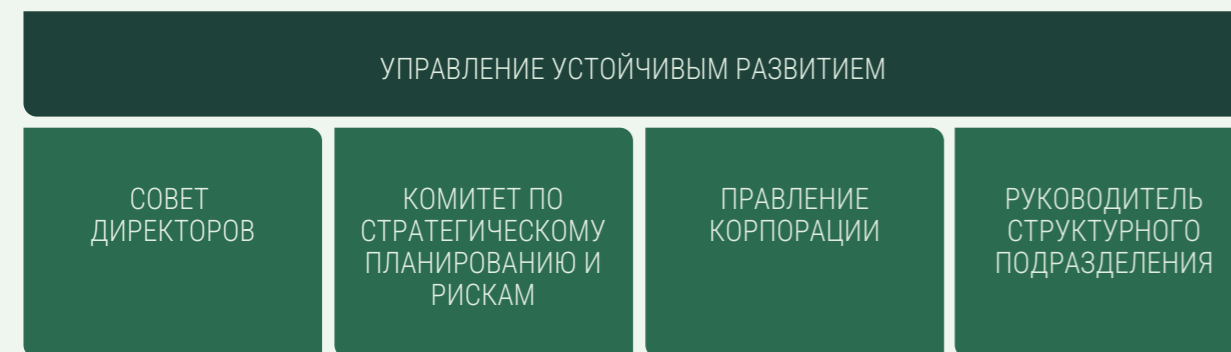 УПРАВЛЕНИЕ УСТОЙЧИВЫМ РАЗВИТИЕМ
СОВЕТ
ДИРЕКТОРОВ
КОМИТЕТ ПО
СТРАТЕГИЧЕСКОМУ
ПЛАНИРОВАНИЮ И
РИСКАМ
ПРАВЛЕНИЕ
КОРПОРАЦИИ
РУКОВОДИТЕЛЬ
СТРУКТУРНОГО
ПОДРАЗДЕЛЕНИЯ